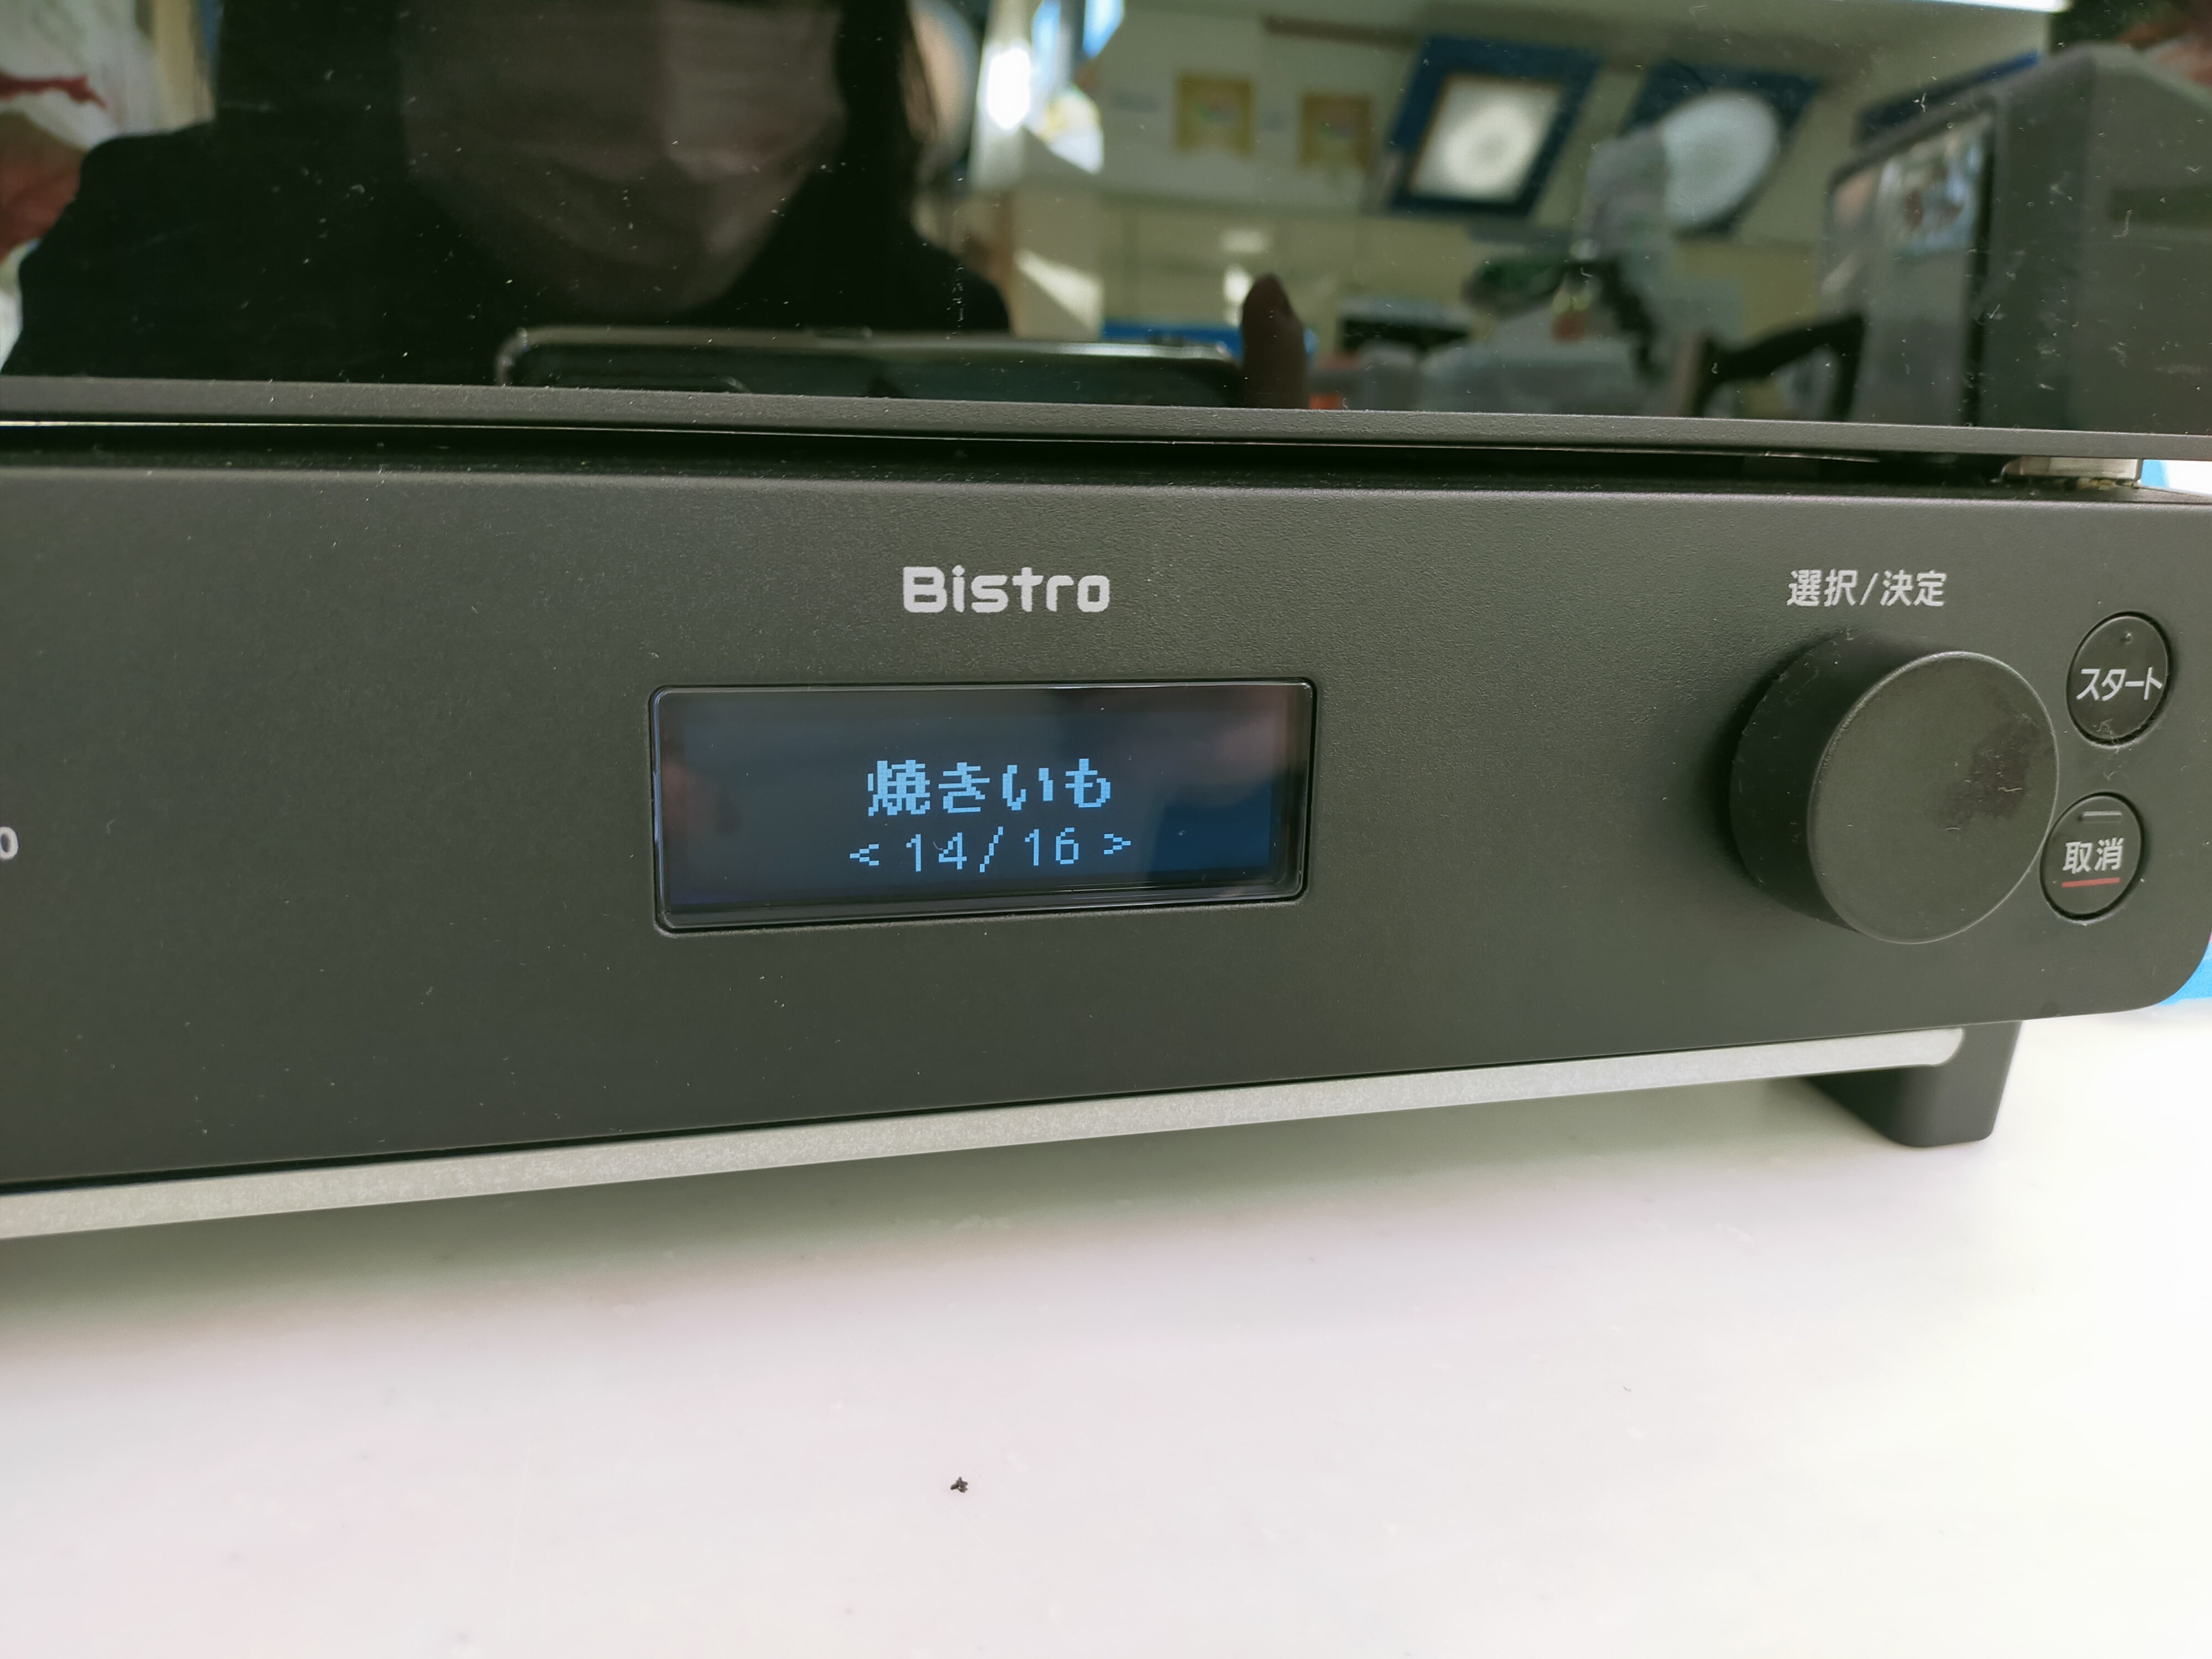 Bistro
選択/決定
スタート
焼きいも
<14/16>
取消